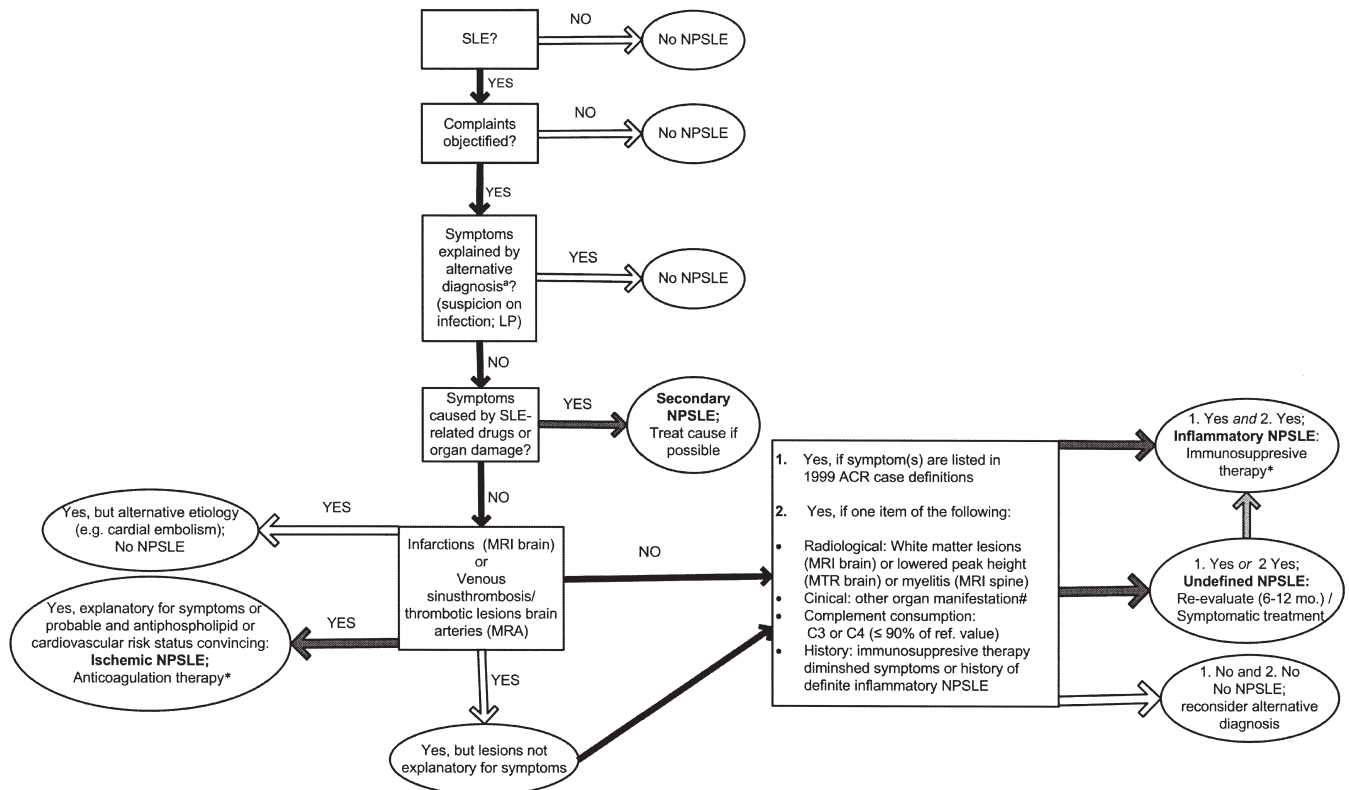 SLE?
NO
No NPSLE
YES
Complaints
objectified?
NO
No NPSLE
YES
Symptoms
explained by
alternative
diagnosisª?
(suspicion on
infection; LP)
YES
No NPSLE
NO
Symptoms
caused by SLE-
related drugs or
organ damage?
YES
Secondary
NPSLE;
Treat cause if
possible
NO
Infarctions (MRI brain)
or
Venous
sinusthrombosis/
thrombotic lesions brain
arteries (MRA)
YES
Yes, but alternative etiology
(e.g. cardial embolism);
No NPSLE
YES
Yes, explanatory for symptoms or
probable and antiphospholipid or
cardiovascular risk status convincing:
Ischemic NPSLE;
Anticoagulation therapy*
YES
Yes, but lesions not
explanatory for symptoms
NO
1. Yes, if symptom(s) are listed in
1999 ACR case definitions
2. Yes, if one item of the following:
• Radiological: White matter lesions
(MRI brain) or lowered peak height
(MTR brain) or myelitis (MRI spine)
• Cinical: other organ manifestation#
• Complement consumption:
C3 or C4 (≤ 90% of ref. value)
• History: immunosuppresive therapy
diminshed symptoms or history of
definite inflammatory NPSLE
1. Yes and 2. Yes;
Inflammatory NPSLE:
Immunosuppresive
therapy*
1. Yes or 2 Yes;
Undefined NPSLE:
Re-evaluate (6-12 mo.) /
Symptomatic treatment
1. No and 2. No
No NPSLE;
reconsider alternative
diagnosis